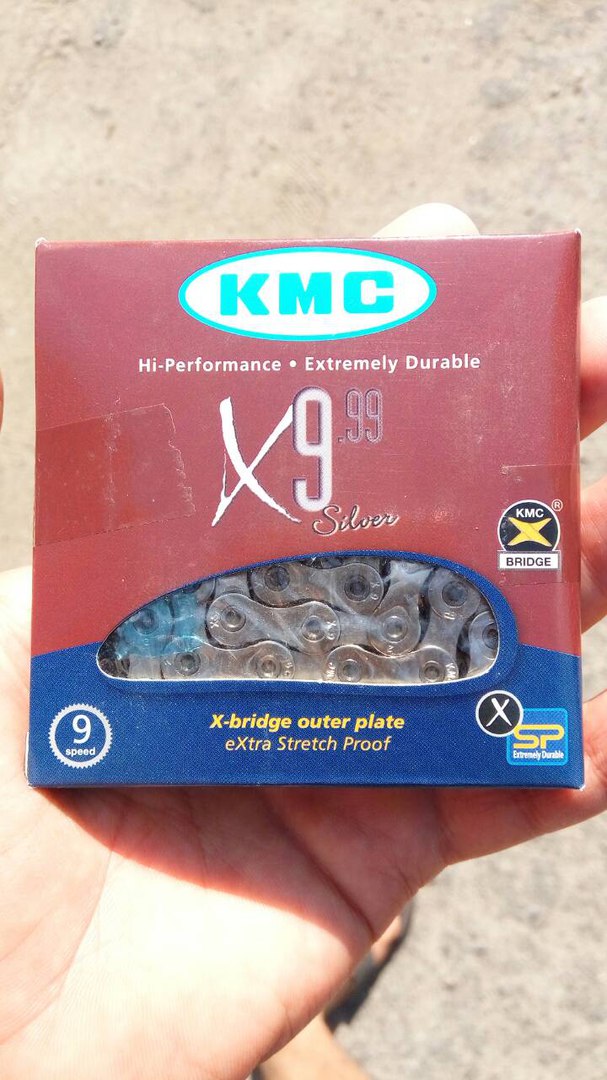 KMC
Hi-Performance • Extremely Durable
X9.99
Silver
KMC
®
BRIDGE
9
speed
X-bridge outer plate
eXtra Stretch Proof
X
SP
Extremely Durable